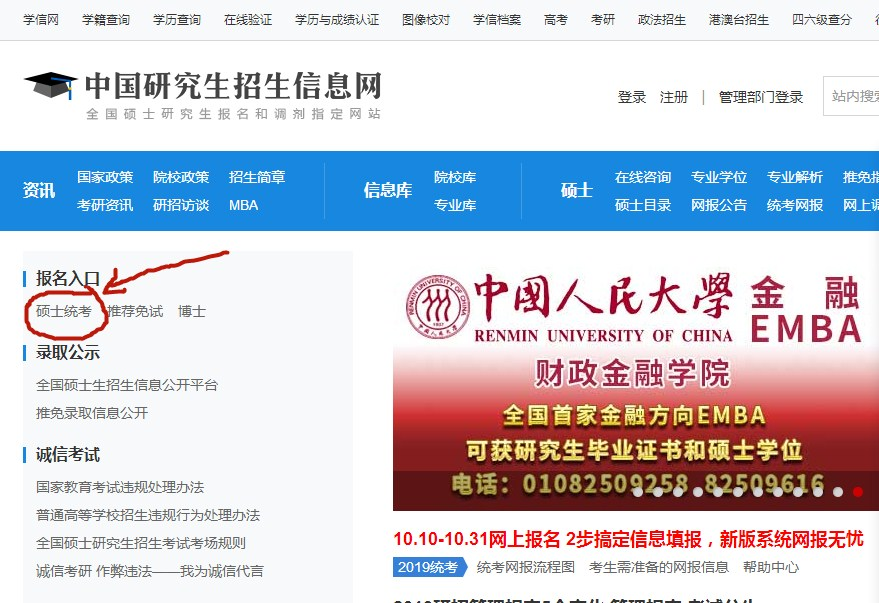 学信网 学籍查询 学历查询 在线验证 学历与成绩认证 图像校对 学信档案 高考 考研 政法招生 港澳台招生 四六级查分
中国研究生招生信息网
全国硕士研究生报名和调剂指定网站
登录 注册 | 管理部门登录 站内搜索
资讯 国家政策 院校政策 招生简章
考研资讯 研招访谈 MBA
信息库 院校库
专业库
硕士 在线咨询 专业学位 专业解析 推免指
硕士目录 网报公告 统考网报 网上调
报名入口
硕士统考 推荐免试 博士
录取公示
全国硕士生招生信息公开平台
推免录取信息公开
诚信考试
国家教育考试违规处理办法
普通高等学校招生违规行为处理办法
全国硕士研究生招生考试考场规则
诚信考研 作弊违法——我为诚信代言
RENMIN UNIVERSITY OF CHINA
1937
中國人民大學
RENMIN UNIVERSITY OF CHINA
金融
EMBA
财政金融学院
全国首家金融方向EMBA
可获研究生毕业证书和硕士学位
电话：01082509258 82509616
10.10-10.31网上报名 2步搞定信息填报，新版系统网报无忧
2019统考 统考网报流程图 考生需准备的网报信息 帮助中心